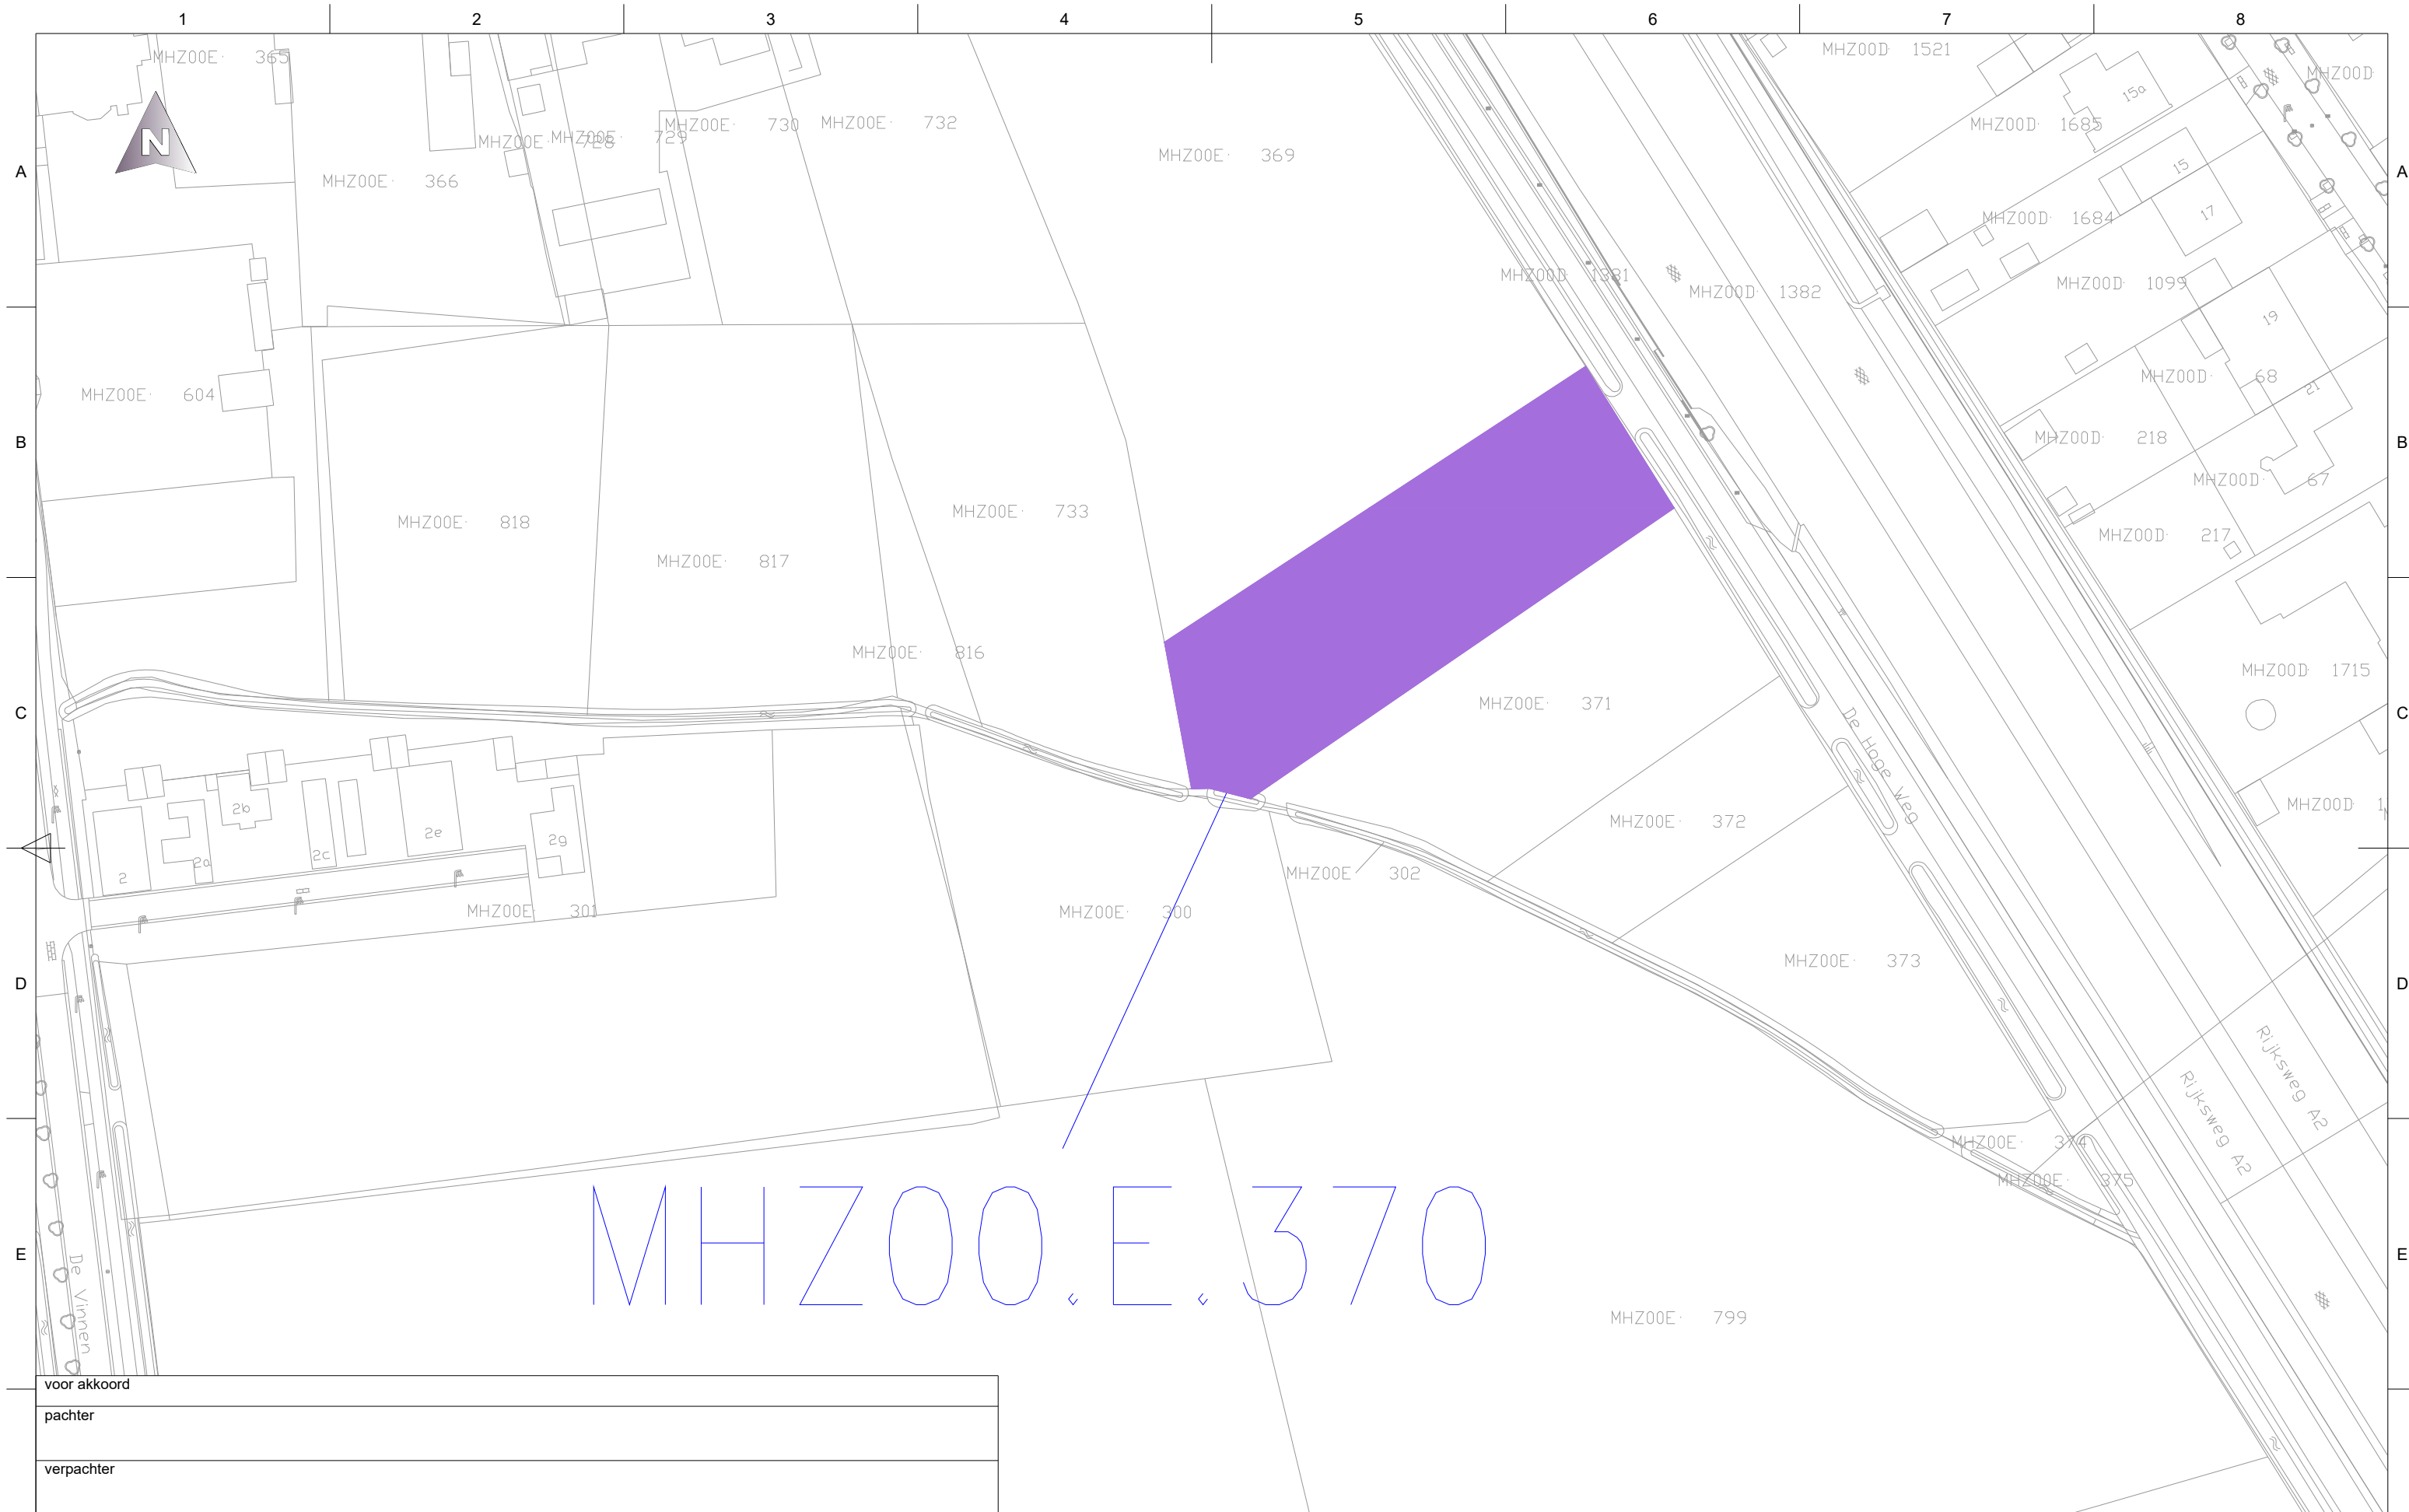 1 2 3 4 5 6 7 8
A A
B B
C C
D D
E E
N
MHZ00E 365
MHZ00E 366
MHZ00E 728
MHZ00E 729
MHZ00E 730
MHZ00E 732
MHZ00E 369
MHZ00D 1521
MHZ00D
15a
MHZ00D 1685
15
MHZ00D 1684
17
MHZ00D 1381
MHZ00D 1382
MHZ00D 1099
19
MHZ00E 604
MHZ00D 68
21
MHZ00D 218
MHZ00D 67
MHZ00E 818
MHZ00E 733
MHZ00D 217
MHZ00E 817
MHZ00E 816
MHZ00D 1715
MHZ00E 371
De Hoge Weg
MHZ00D 1
2b
2e
2g
2a
2c
2
MHZ00E 372
MHZ00E 302
MHZ00E 301
MHZ00E 300
MHZ00E 373
Rijksweg A2
Rijksweg A2
MHZ00E 374
MHZ00E 375
MHZ00.E.370
De Vinnen
MHZ00E 799
voor akkoord
pachter
verpachter